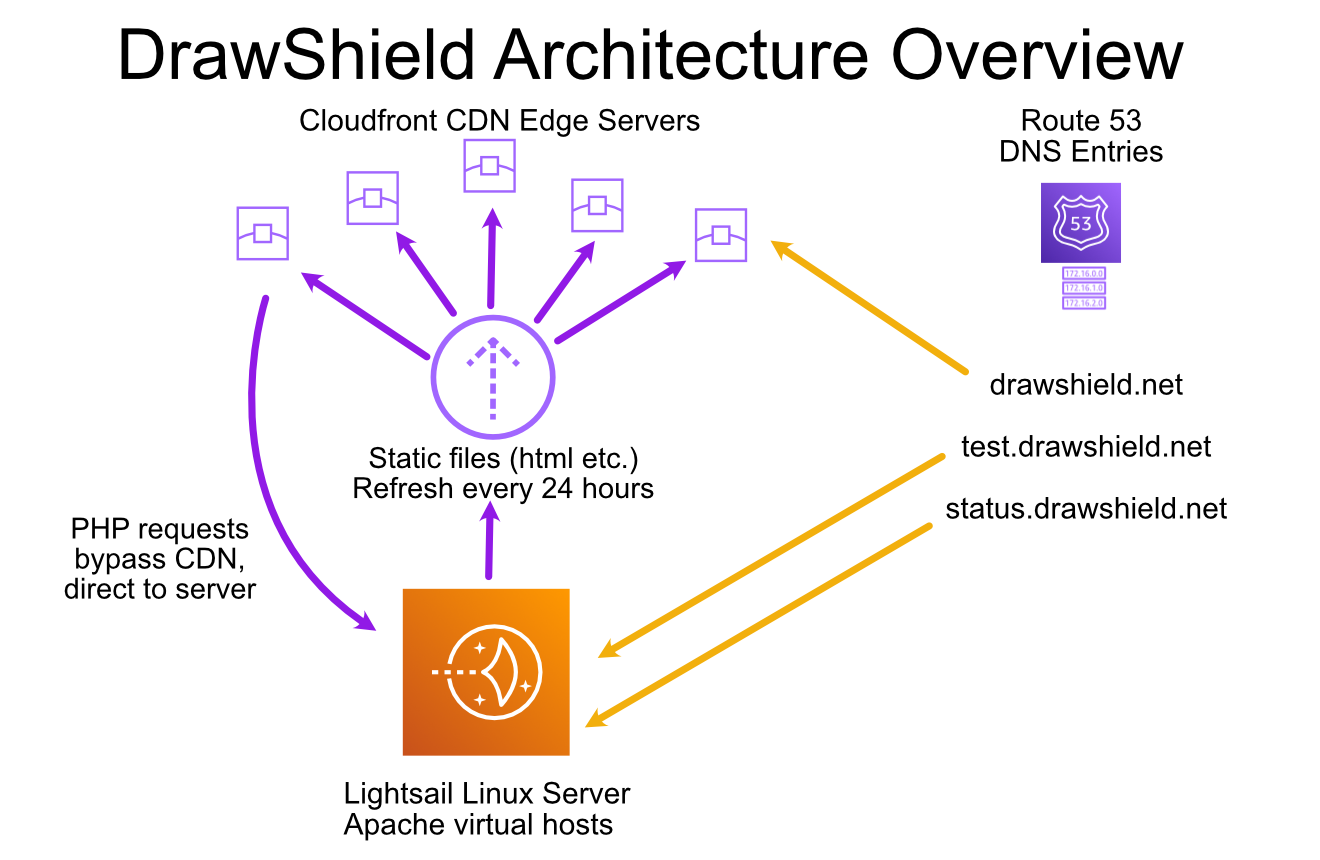 DrawShield Architecture Overview
Cloudfront CDN Edge Servers
Route 53
DNS Entries
53
172.16.0.0
172.16.1.0
172.16.2.0
drawshield.net
test.drawshield.net
status.drawshield.net
Static files (html etc.)
Refresh every 24 hours
PHP requests
bypass CDN,
direct to server
Lightsail Linux Server
Apache virtual hosts